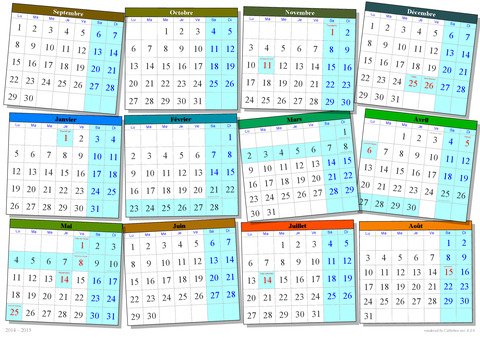 Septembre
Lu Ma Me Je Ve Sa Di
1 2 3 4 5 6 7
8 9 10 11 12 13 14
15 16 17 18 19 20 21
22 23 24 25 26 27 28
29 30
Octobre
Lu Ma Me Je Ve Sa Di
1 2 3 4 5
6 7 8 9 10 11 12
13 14 15 16 17 18 19
20 21 22 23 24 25 26
27 28 29 30 31
Novembre
Lu Ma Me Je Ve Sa Di
1 2
3 4 5 6 7 8 9
10 11 12 13 14 15 16
17 18 19 20 21 22 23
24 25 26 27 28 29 30
Décembre
Lu Ma Me Je Ve Sa Di
1 2 3 4 5 6 7
8 9 10 11 12 13 14
15 16 17 18 19 20 21
22 23 24 25 26 27 28
29 30 31
Janvier
Lu Ma Me Je Ve Sa Di
1 2 3 4
5 6 7 8 9 10 11
12 13 14 15 16 17 18
19 20 21 22 23 24 25
26 27 28 29 30 31
Février
Lu Ma Me Je Ve Sa Di
1
2 3 4 5 6 7 8
9 10 11 12 13 14 15
16 17 18 19 20 21 22
23 24 25 26 27 28
Mars
Lu Ma Me Je Ve Sa Di
1
2 3 4 5 6 7 8
9 10 11 12 13 14 15
16 17 18 19 20 21 22
23 24 25 26 27 28 29
30 31
Avril
Lu Ma Me Je Ve Sa Di
1 2 3 4 5
6 7 8 9 10 11 12
13 14 15 16 17 18 19
20 21 22 23 24 25 26
27 28 29 30
Mai
Lu Ma Me Je Ve Sa Di
1 2 3
4 5 6 7 8 9 10
11 12 13 14 15 16 17
18 19 20 21 22 23 24
25 26 27 28 29 30 31
Juin
Lu Ma Me Je Ve Sa Di
1 2 3 4 5 6 7
8 9 10 11 12 13 14
15 16 17 18 19 20 21
22 23 24 25 26 27 28
29 30
Juillet
Lu Ma Me Je Ve Sa Di
1 2 3 4 5
6 7 8 9 10 11 12
13 14 15 16 17 18 19
20 21 22 23 24 25 26
27 28 29 30 31
Août
Lu Ma Me Je Ve Sa Di
1 2
3 4 5 6 7 8 9
10 11 12 13 14 15 16
17 18 19 20 21 22 23
24 25 26 27 28 29 30
31
2014 - 2015